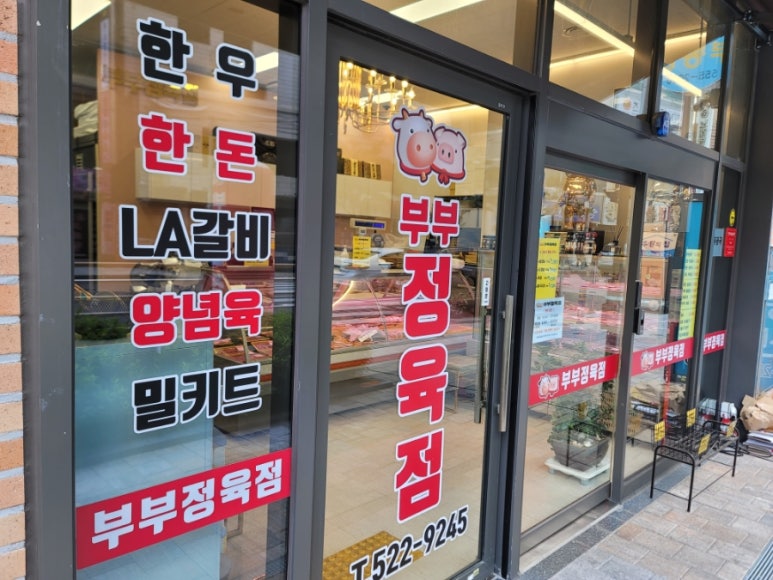 한우
한돈
LA갈비
양념육
밀키트
부부정육점
부부
정육점
T.522-9245
부부정육점
부부정육점
부부정육점